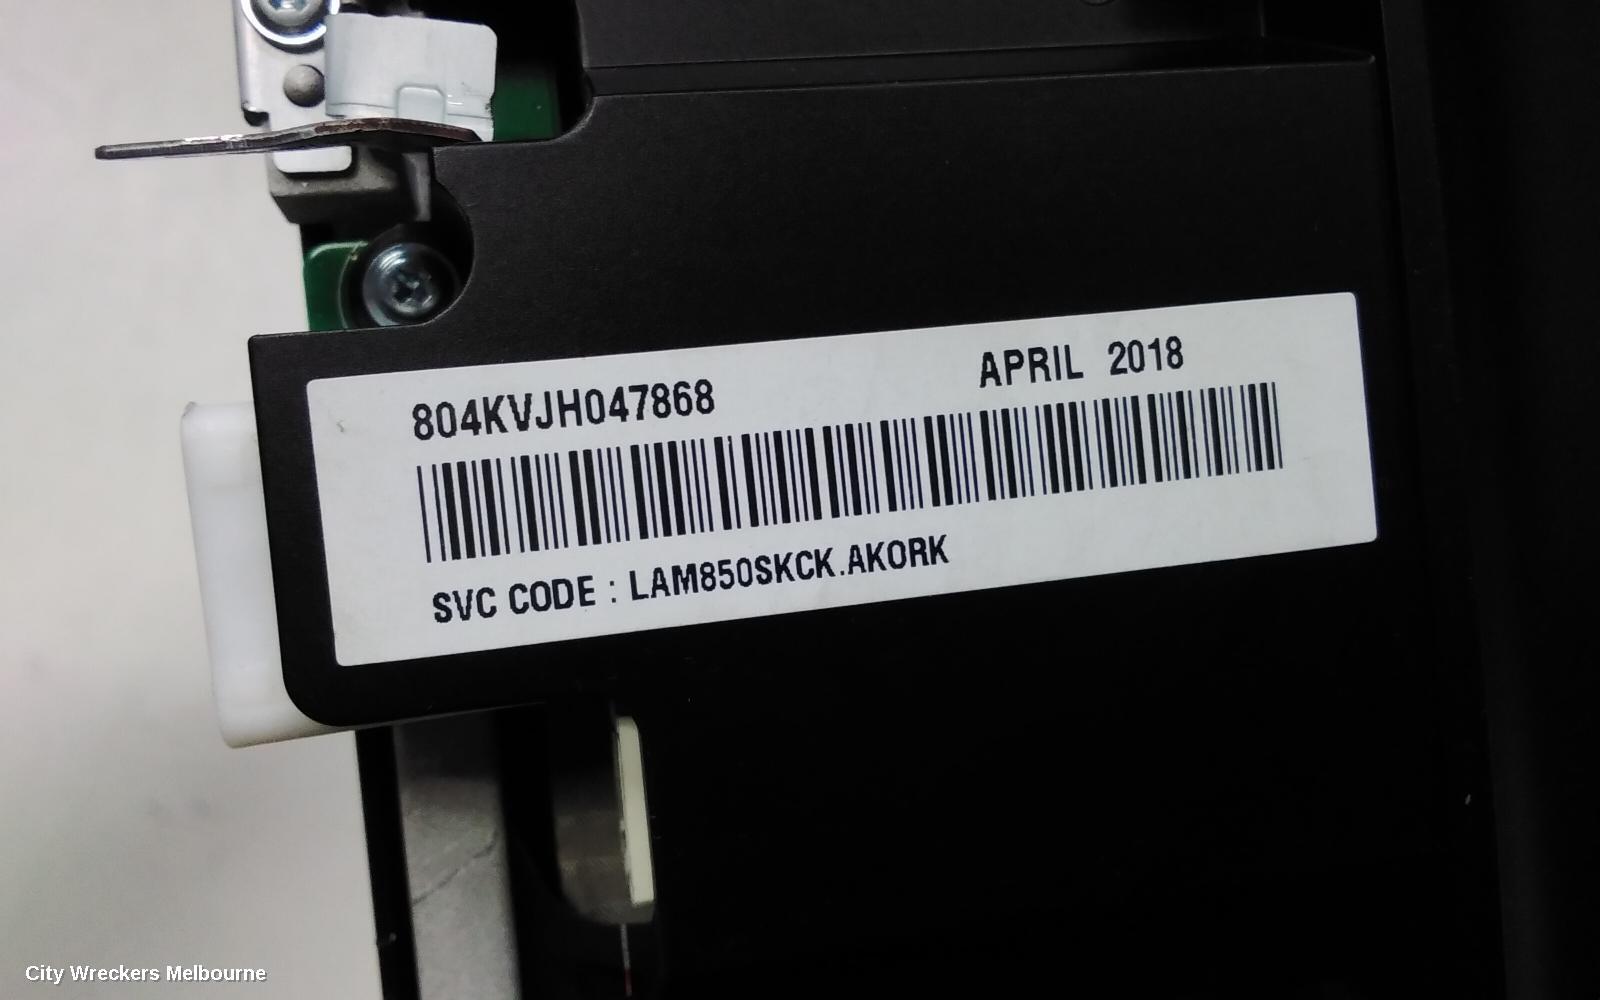 804KVJH047868 APRIL 2018
SVC CODE : LAM850SKCK.AKORK
City Wreckers Melbourne